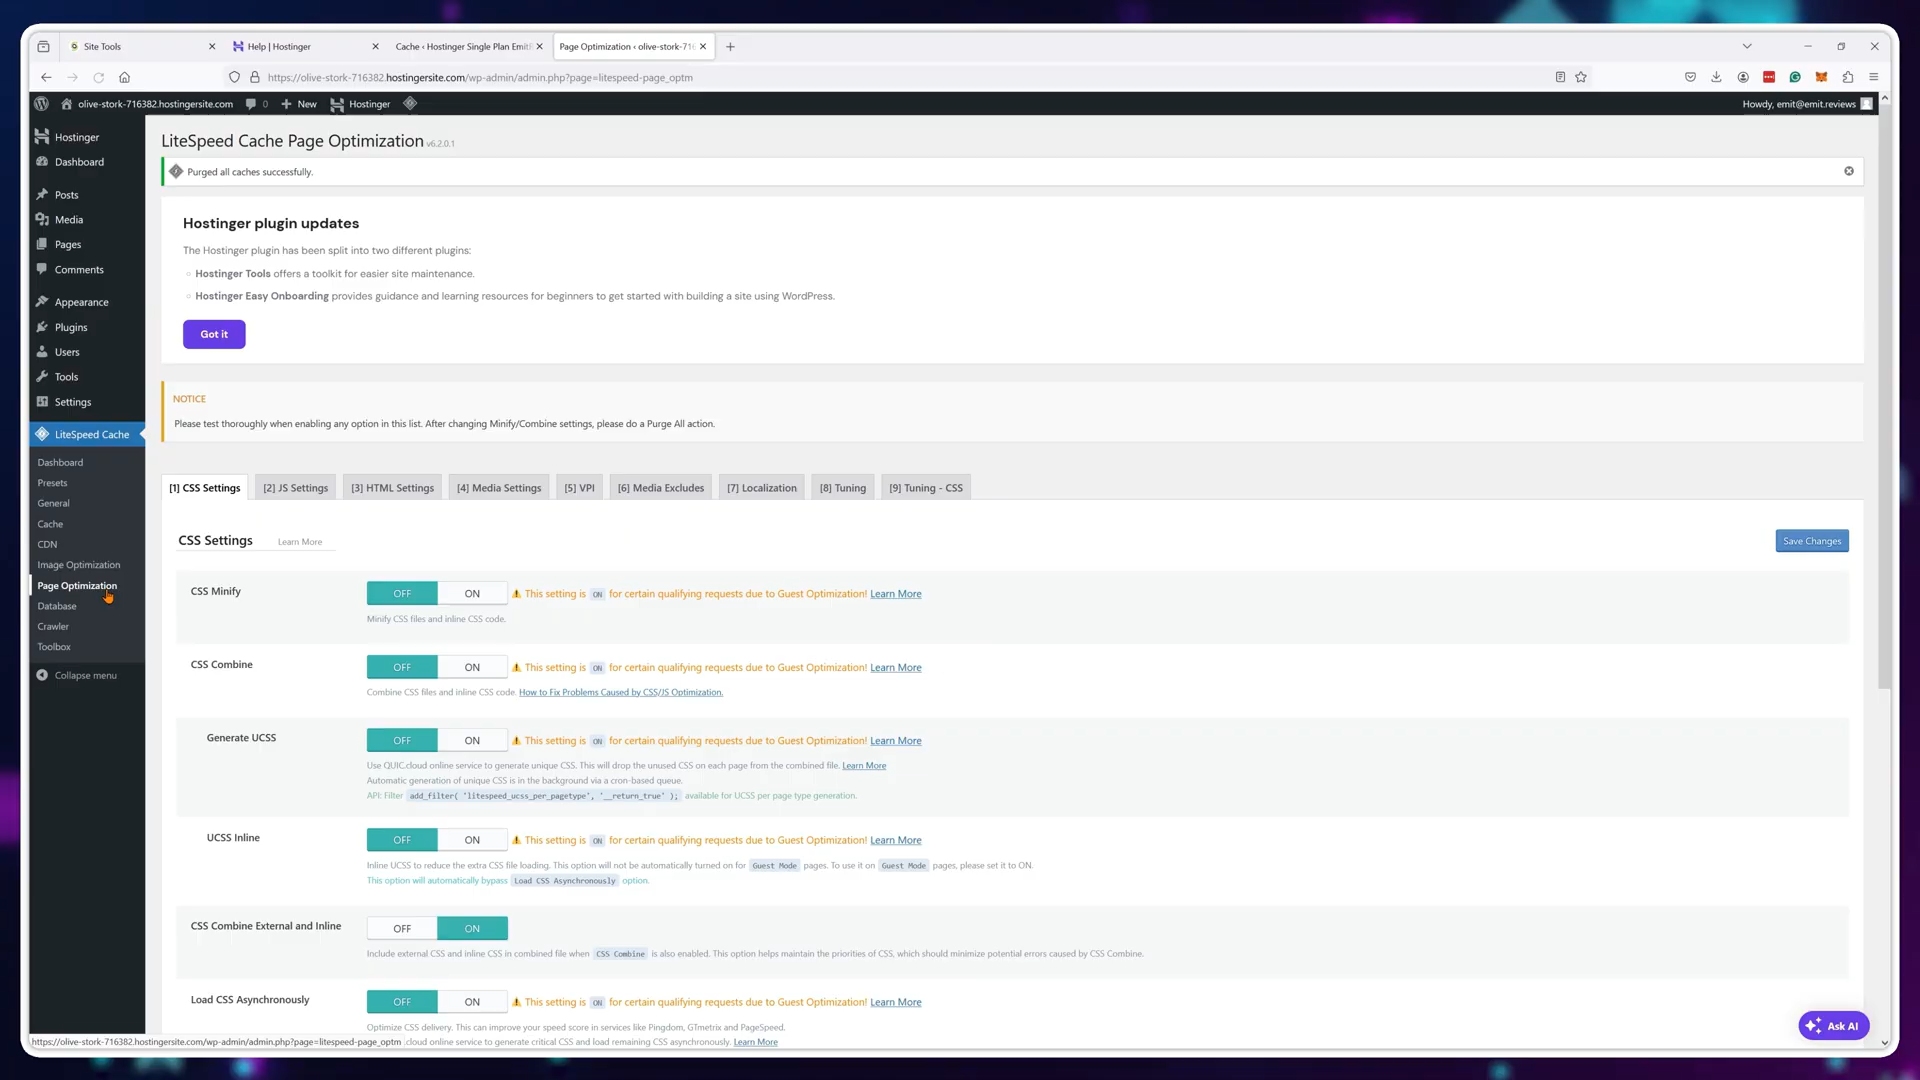 Site Tools
Help | Hostinger
Cache ‹ Hostinger Single Plan Emit
Page Optimization ‹ olive-stork-716
https://olive-stork-716382.hostingersite.com/wp-admin/admin.php?page=litespeed-page_optm
olive-stork-716382.hostingersite.com
0
New
Hostinger
Howdy, emit@emit.reviews
Hostinger
Dashboard
Posts
Media
Pages
Comments
Appearance
Plugins
Users
Tools
Settings
LiteSpeed Cache
Dashboard
Presets
General
Cache
CDN
Image Optimization
Page Optimization
Database
Crawler
Toolbox
Collapse menu
LiteSpeed Cache Page Optimization v6.2.0.1
Purged all caches successfully.
Hostinger plugin updates
The Hostinger plugin has been split into two different plugins:
Hostinger Tools offers a toolkit for easier site maintenance.
Hostinger Easy Onboarding provides guidance and learning resources for beginners to get started with building a site using WordPress.
Got it
NOTICE
Please test thoroughly when enabling any option in this list. After changing Minify/Combine settings, please do a Purge All action.
[1] CSS Settings
[2] JS Settings
[3] HTML Settings
[4] Media Settings
[5] VPI
[6] Media Excludes
[7] Localization
[8] Tuning
[9] Tuning - CSS
CSS Settings
Learn More
Save Changes
CSS Minify
OFF ON This setting is ON for certain qualifying requests due to Guest Optimization! Learn More
Minify CSS files and inline CSS code.
CSS Combine
OFF ON This setting is ON for certain qualifying requests due to Guest Optimization! Learn More
Combine CSS files and inline CSS code. How to Fix Problems Caused by CSS/JS Optimization.
Generate UCSS
OFF ON This setting is ON for certain qualifying requests due to Guest Optimization! Learn More
Use QUIC.cloud online service to generate unique CSS. This will drop the unused CSS on each page from the combined file. Learn More
Automatic generation of unique CSS is in the background via a cron-based queue.
API: Filter add_filter( 'litespeed_ucss_per_pagetype', '__return_true' ); available for UCSS per page type generation.
UCSS Inline
OFF ON This setting is ON for certain qualifying requests due to Guest Optimization! Learn More
Inline UCSS to reduce the extra CSS file loading. This option will not be automatically turned on for Guest Mode pages. To use it on Guest Mode pages, please set it to ON.
This option will automatically bypass Load CSS Asynchronously option.
CSS Combine External and Inline
OFF ON
Include external CSS and inline CSS in combined file when CSS Combine is also enabled. This option helps maintain the priorities of CSS, which should minimize potential errors caused by CSS Combine.
Load CSS Asynchronously
OFF ON This setting is ON for certain qualifying requests due to Guest Optimization! Learn More
Optimize CSS delivery. This can improve your speed score in services like Pingdom, GTmetrix and PageSpeed.
https://olive-stork-716382.hostingersite.com/wp-admin/admin.php?page=litespeed-page_optm
.cloud online service to generate critical CSS and load remaining CSS asynchronously. Learn More
Ask AI